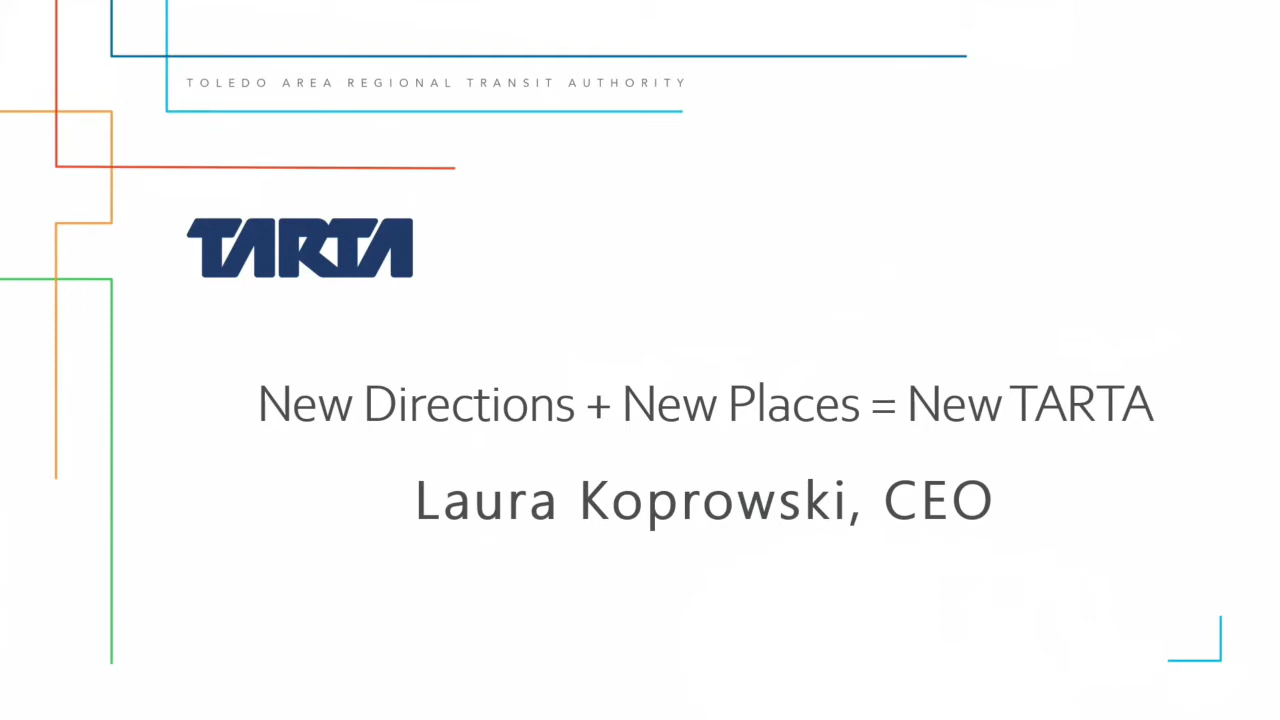 TOLEDO AREA REGIONAL TRANSIT AUTHORITY
TARTA
New Directions + New Places = New TARTA
Laura Koprowski, CEO